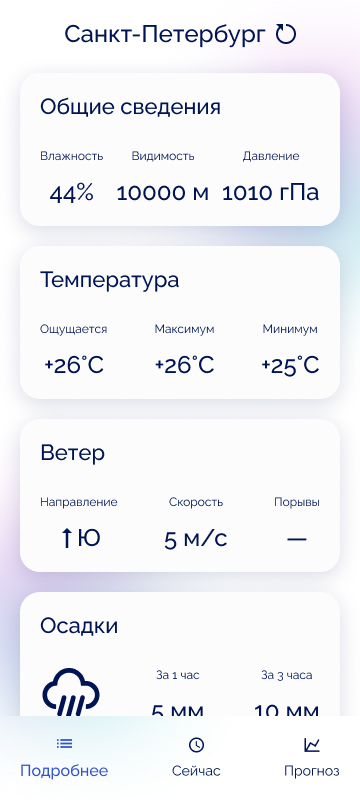 Санкт-Петербург
Общие сведения
Влажность Видимость Давление
44% 10000 м 1010 гПа
Температура
Ощущается Максимум Минимум
+26°C +26°C +25°C
Ветер
Направление Скорость Порывы
↑ Ю 5 м/с —
Осадки
За 1 час За 3 часа
5 мм 10 мм
Подробнее Сейчас Прогноз